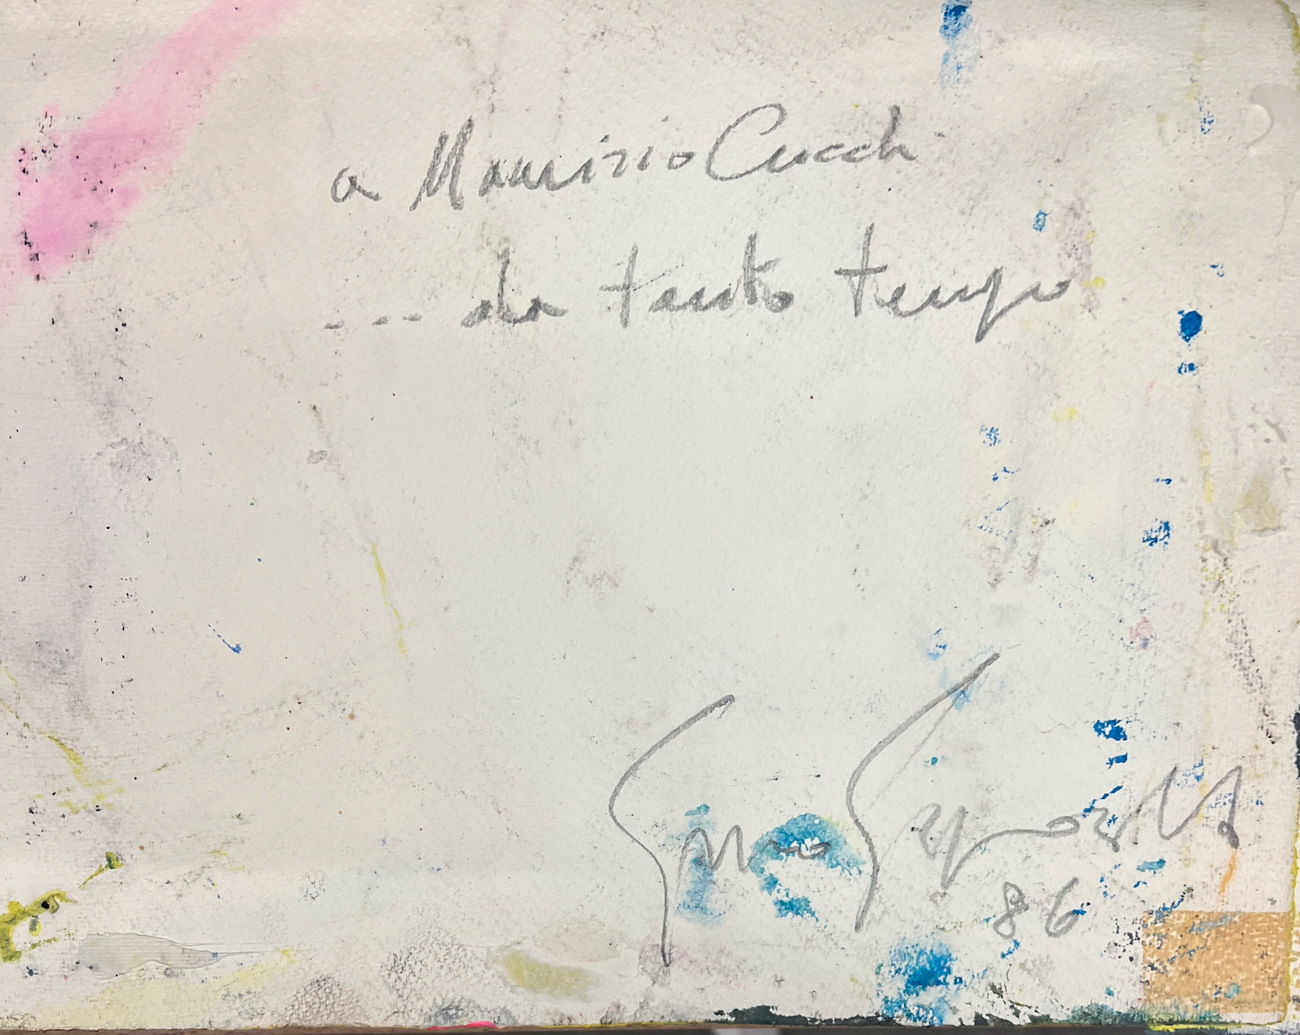 a Maurizio Cucchi
--- da tanto tempo
86